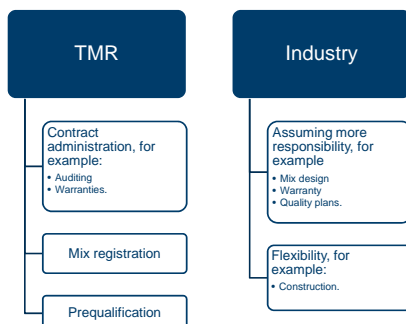 TMR
Contract
administration, for
example:
• Auditing
• Warranties.
Mix registration
Prequalification
Industry
Assuming more
responsibility, for
example
• Mix design
• Warranty
• Quality plans.
Flexibility, for
example:
• Construction.